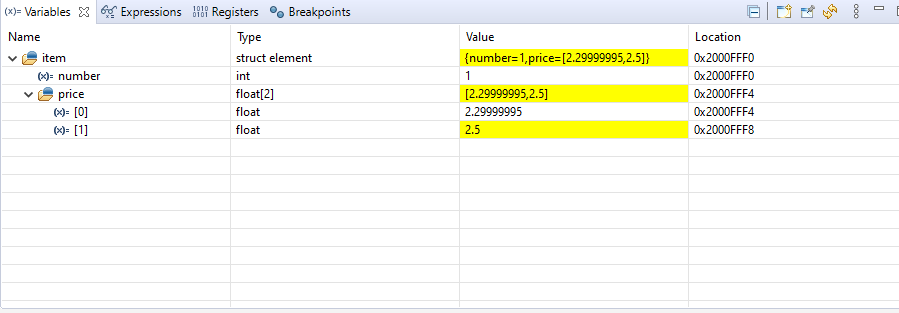 (x)= Variables Expressions Registers Breakpoints
Name Type Value Location
item struct element {number=1,price=[2.29999995,2.5]} 0x2000FFF0
(x)= number int 1 0x2000FFF0
price float[2] [2.29999995,2.5] 0x2000FFF4
(x)= [0] float 2.29999995 0x2000FFF4
(x)= [1] float 2.5 0x2000FFF8